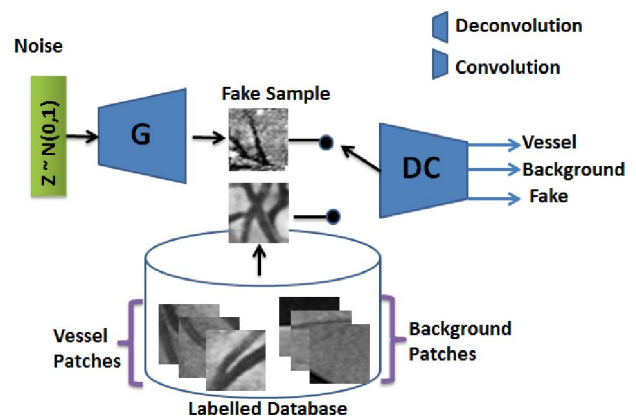 Noise
Z ~ N(0,1)
G
Fake Sample
Deconvolution
Convolution
DC
Vessel
Background
Fake
Vessel
Patches
Background
Patches
Labelled Database